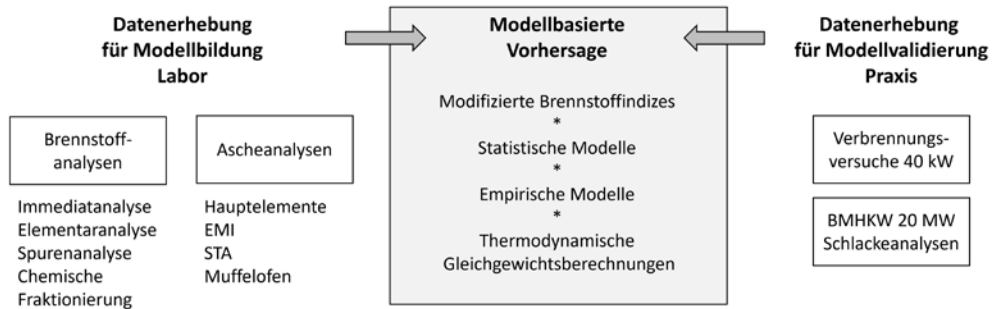 Datenerhebung
für Modellbildung
Labor
Brennstoff-
analysen
Immediatanalyse
Elementaranalyse
Spurenanalyse
Chemische
Fraktionierung
Ascheanalysen
Hauptelemente
EMI
STA
Muffelofen
Modellbasierte
Vorhersage
Modifizierte Brennstoffindizes
*
Statistische Modelle
*
Empirische Modelle
*
Thermodynamische
Gleichgewichtsberechnungen
Datenerhebung
für Modellvalidierung
Praxis
Verbrennungs-
versuche 40 kW
BMHKW 20 MW
Schlackeanalysen